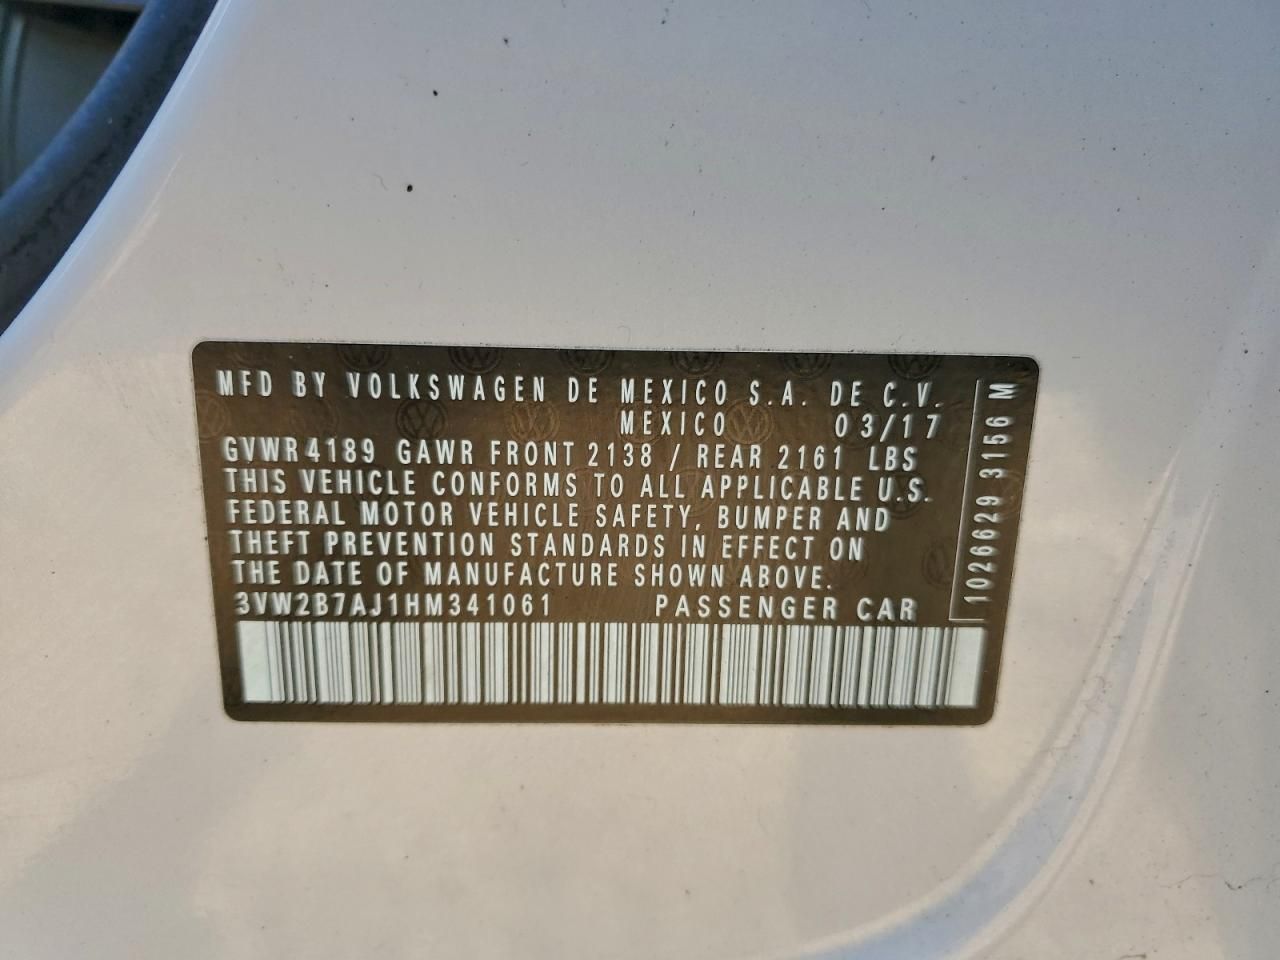 MFD BY VOLKSWAGEN DE MEXICO S.A. DE C.V.
MEXICO 03/17
GVWR 4189 GAWR FRONT 2138 / REAR 2161 LBS
THIS VEHICLE CONFORMS TO ALL APPLICABLE U.S.
FEDERAL MOTOR VEHICLE SAFETY, BUMPER AND
THEFT PREVENTION STANDARDS IN EFFECT ON
THE DATE OF MANUFACTURE SHOWN ABOVE.
3VW2B7AJ1HM341061 PASSENGER CAR
1026629 3156 M